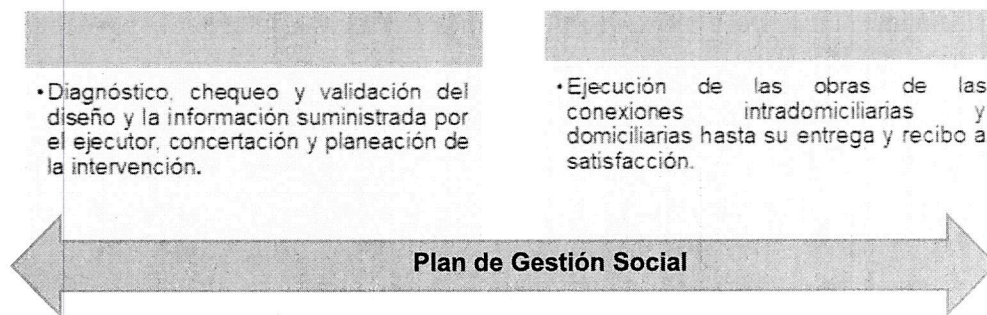 •Diagnóstico, chequeo y validación del
diseño y la información suministrada por
el ejecutor, concertación y planeación de
la intervención.
•Ejecución de las obras de las
conexiones intradomiciliarias y
domiciliarias hasta su entrega y recibo a
satisfacción.
Plan de Gestión Social